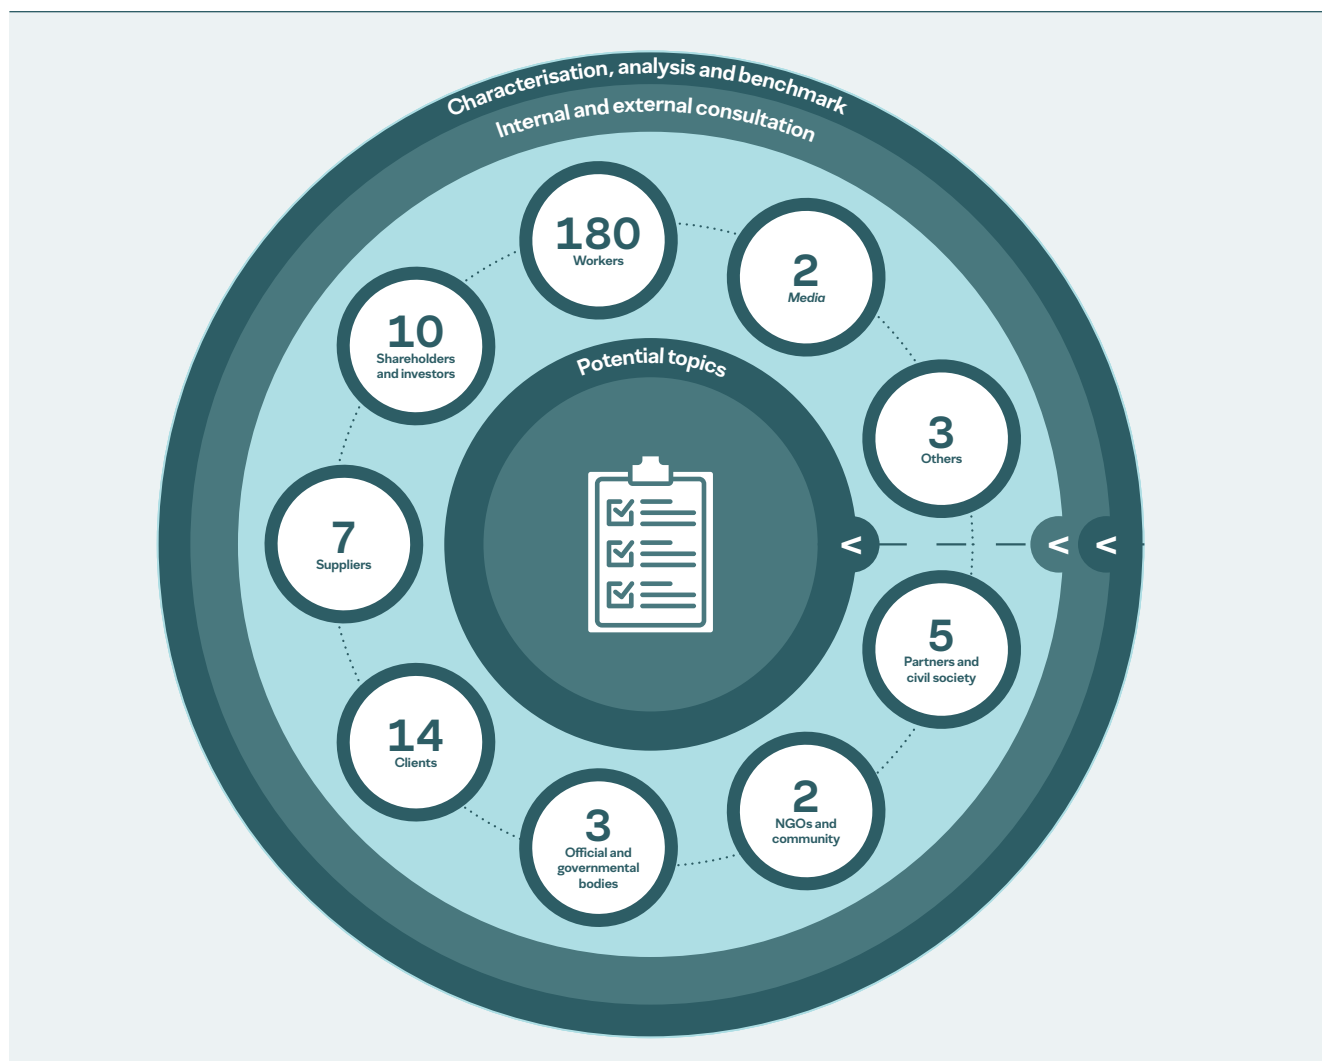 Characterisation, analysis and benchmark
Internal and external consultation
180
Workers
2
Media
10
Shareholders
and investors
Potential topics
3
Others
7
Suppliers
<
<
<
5
Partners and
civil society
14
Clients
2
NGOs and
community
3
Official and
governmental
bodies